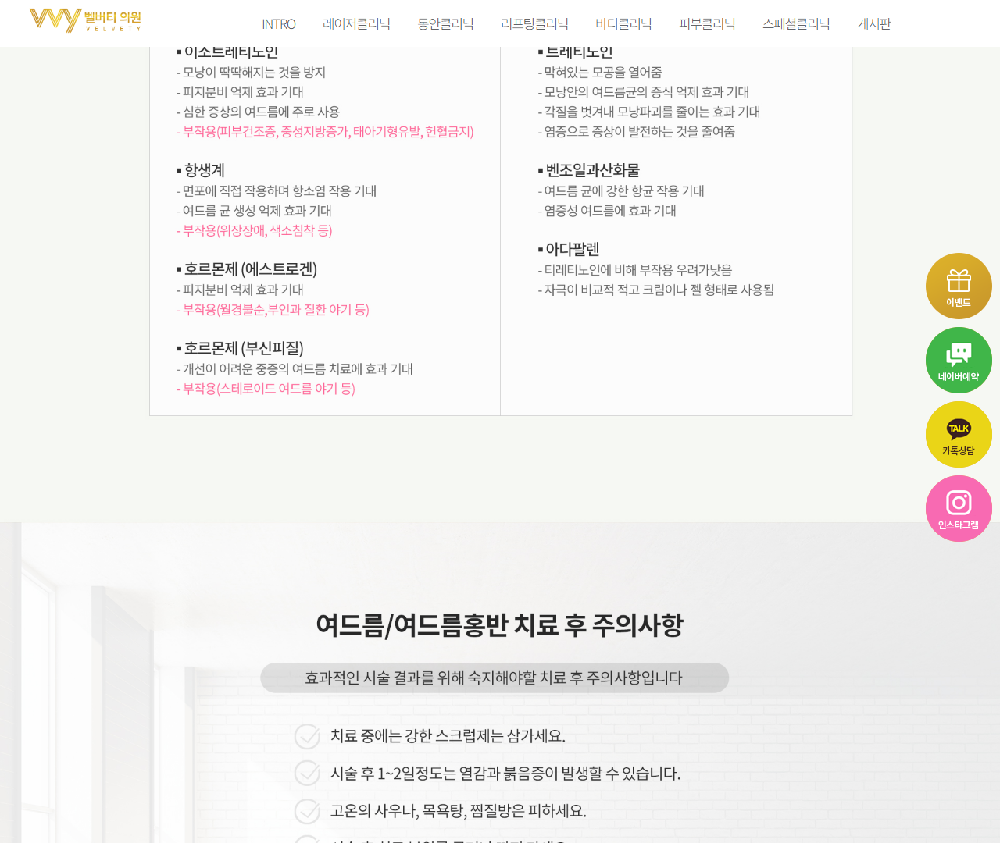 벨버티 의원
VELVETY
INTRO 레이저클리닉 동안클리닉 리프팅클리닉 바디클리닉 피부클리닉 스페셜클리닉 게시판
▪ 이소트레티노인
- 모낭이 딱딱해지는 것을 방지
- 피지분비 억제 효과 기대
- 심한 증상의 여드름에 주로 사용
- 부작용(피부건조증, 중성지방증가, 태아기형유발, 헌혈금지)
▪ 항생계
- 면포에 직접 작용하며 항소염 작용 기대
- 여드름 균 생성 억제 효과 기대
- 부작용(위장장애, 색소침착 등)
▪ 호르몬제 (에스트로겐)
- 피지분비 억제 효과 기대
- 부작용(월경불순,부인과 질환 야기 등)
▪ 호르몬제 (부신피질)
- 개선이 어려운 중증의 여드름 치료에 효과 기대
- 부작용(스테로이드 여드름 야기 등)
▪ 트레티노인
- 막혀있는 모공을 열어줌
- 모낭안의 여드름균의 증식 억제 효과 기대
- 각질을 벗겨내 모낭파괴를 줄이는 효과 기대
- 염증으로 증상이 발전하는 것을 줄여줌
▪ 벤조일과산화물
- 여드름 균에 강한 항균 작용 기대
- 염증성 여드름에 효과 기대
▪ 아다팔렌
- 티레티노인에 비해 부작용 우려가낮음
- 자극이 비교적 적고 크림이나 젤 형태로 사용됨
이벤트
네이버예약
TALK
카톡상담
인스타그램
여드름/여드름홍반 치료 후 주의사항
효과적인 시술 결과를 위해 숙지해야할 치료 후 주의사항입니다
치료 중에는 강한 스크럽제는 삼가세요.
시술 후 1~2일정도는 열감과 붉음증이 발생할 수 있습니다.
고온의 사우나, 목욕탕, 찜질방은 피하세요.